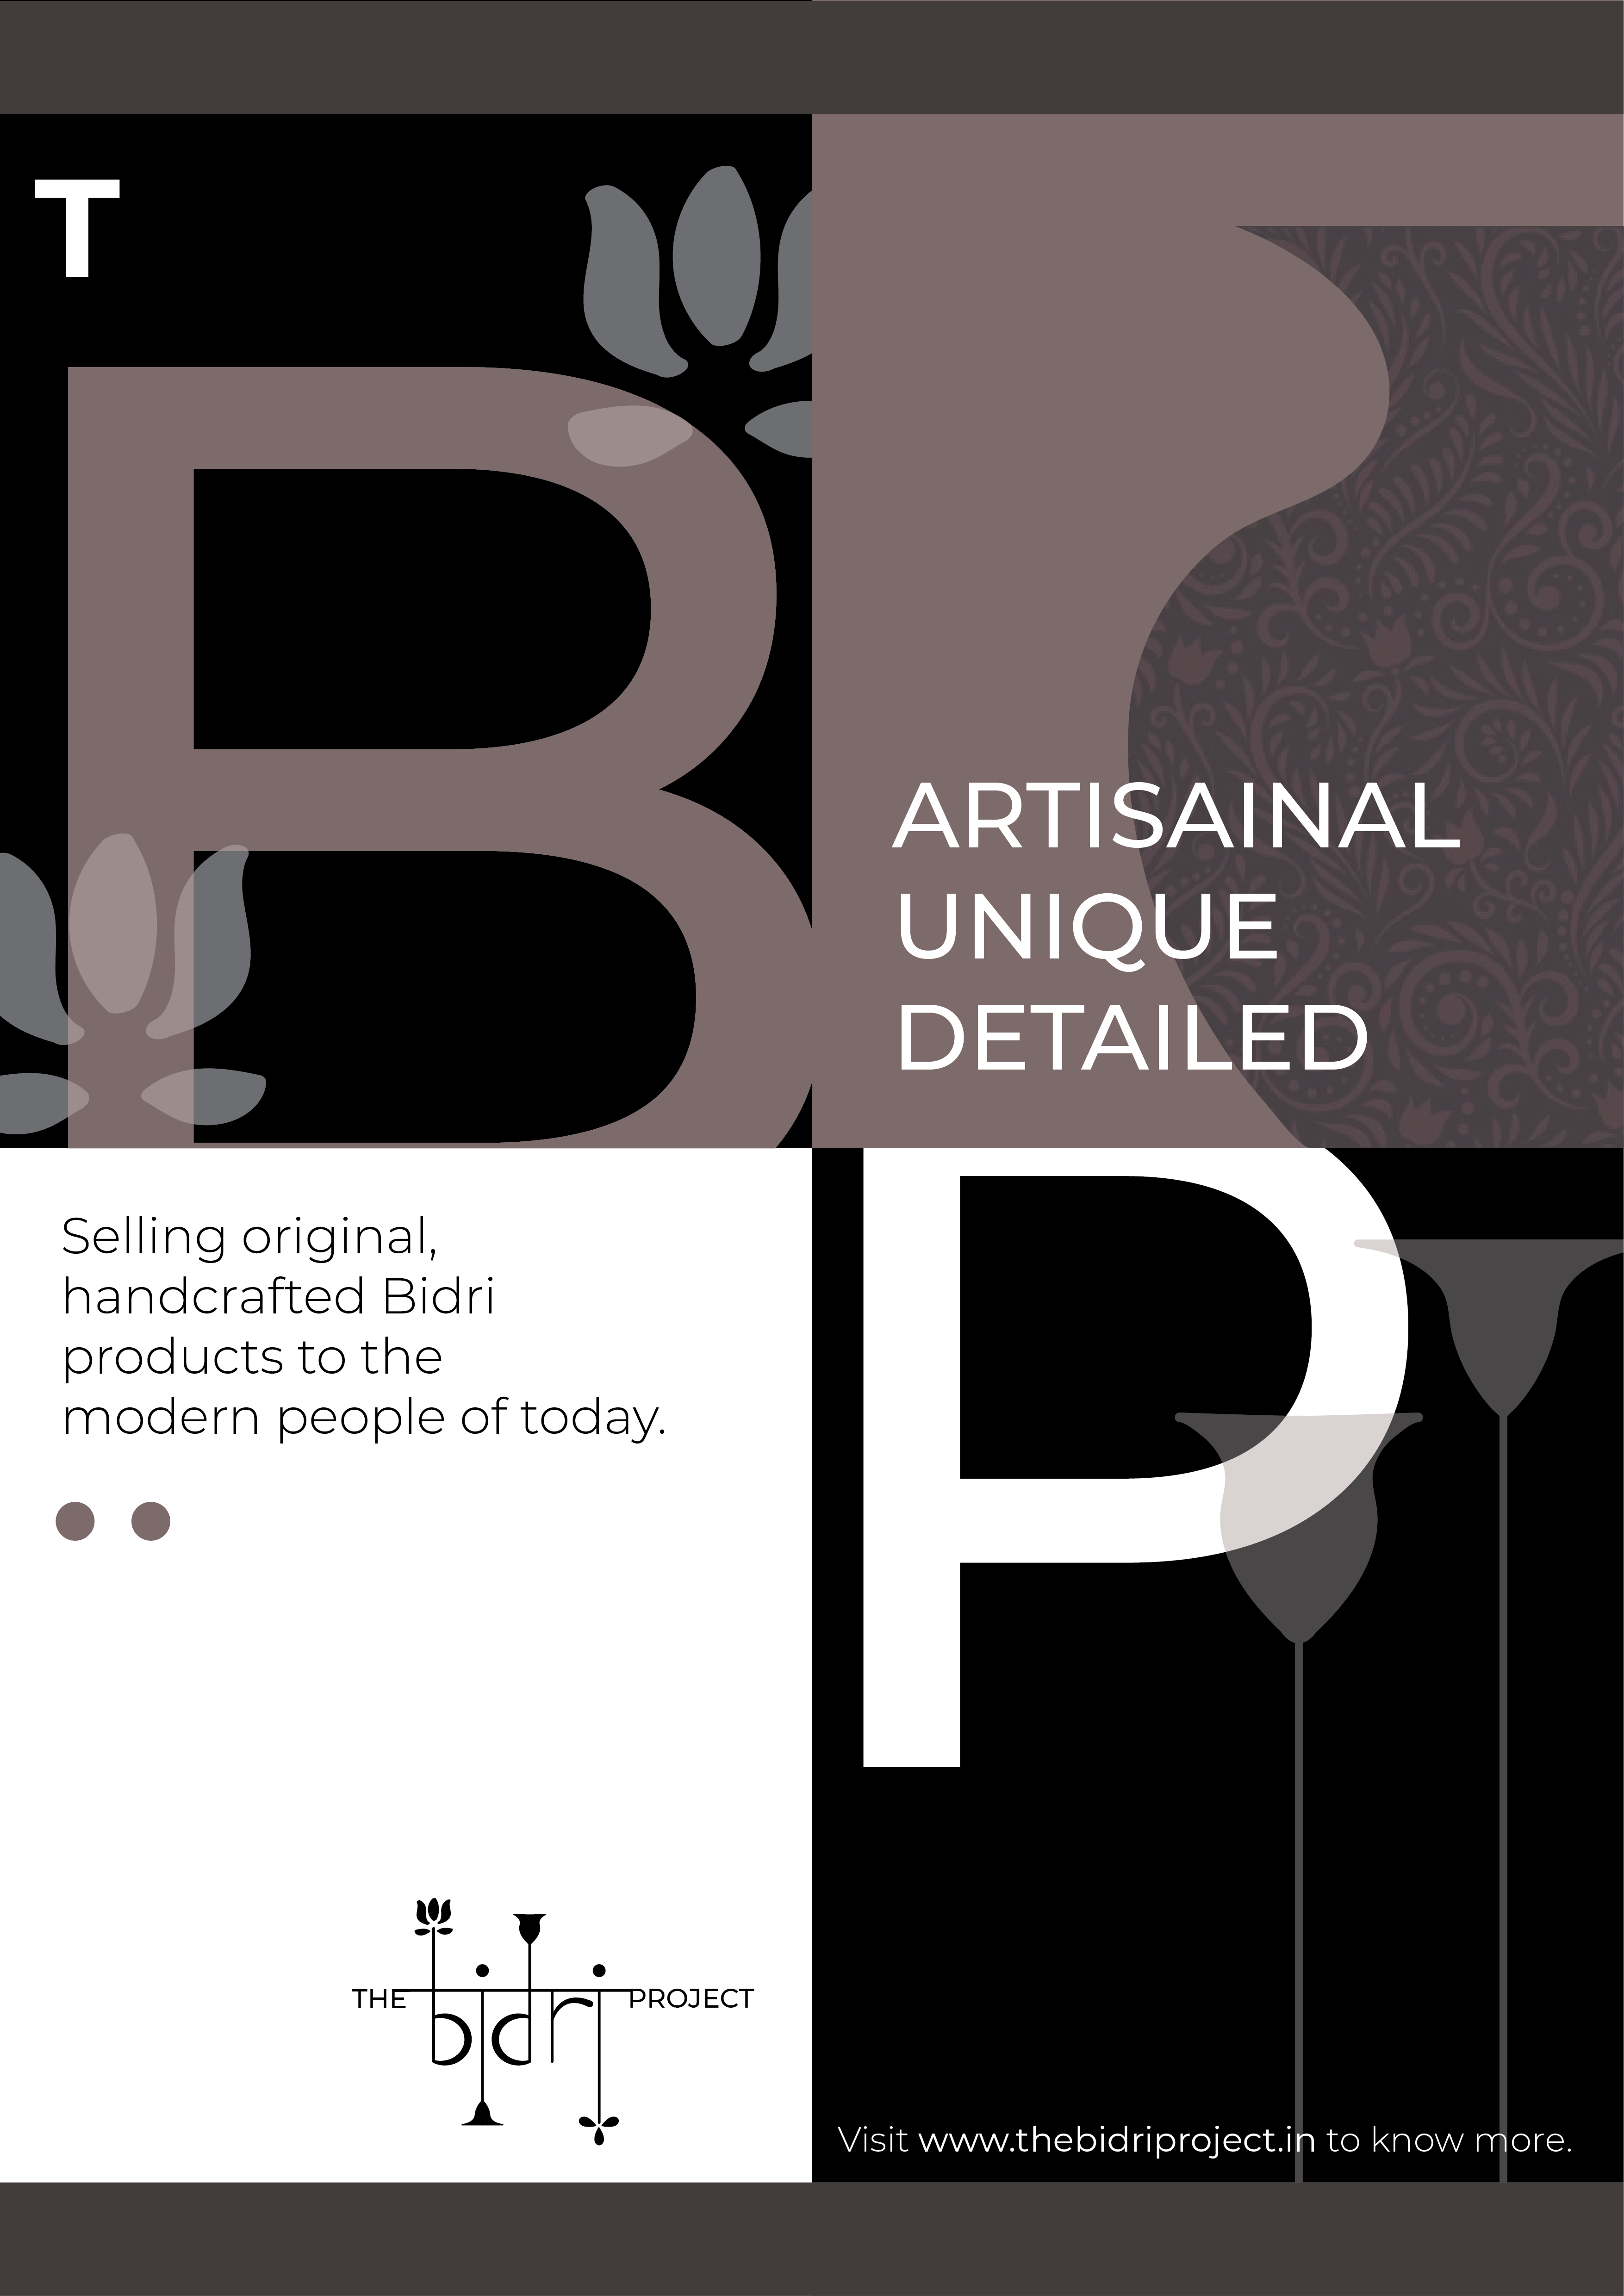 T
B
ARTISAINAL
UNIQUE
DETAILED
Selling original,
handcrafted Bidri
products to the
modern people of today.
P
THE bidri PROJECT
Visit www.thebidriproject.in to know more.